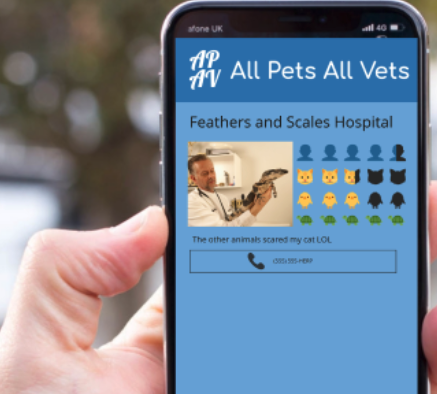 afone UK
4G
AP
AV
All Pets All Vets
Feathers and Scales Hospital
The other animals scared my cat LOL
(555) 555-HERP